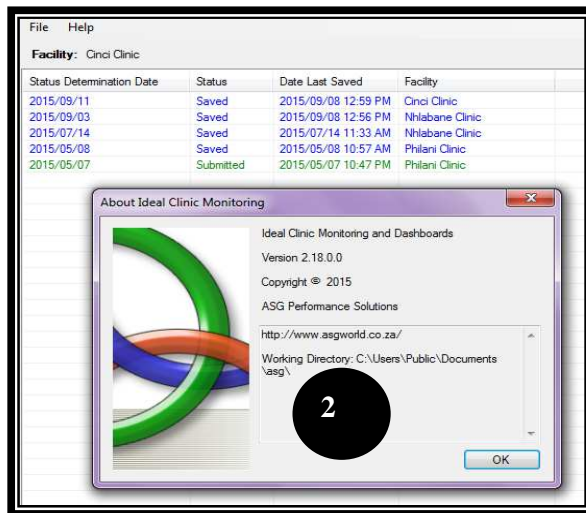 File Help
Facility: Cinci Clinic
Status Determination Date Status Date Last Saved Facility
2015/09/11 Saved 2015/09/08 12:59 PM Cinci Clinic
2015/09/03 Saved 2015/09/08 12:56 PM Nhlabane Clinic
2015/07/14 Saved 2015/07/14 11:33 AM Nhlabane Clinic
2015/05/08 Saved 2015/05/08 10:57 AM Philani Clinic
2015/05/07 Submitted 2015/05/07 10:47 PM Philani Clinic
About Ideal Clinic Monitoring
Ideal Clinic Monitoring and Dashboards
Version 2.18.0.0
Copyright © 2015
ASG Performance Solutions
http://www.asgworld.co.za/
Working Directory: C:\Users\Public\Documents
\asg\
2
OK